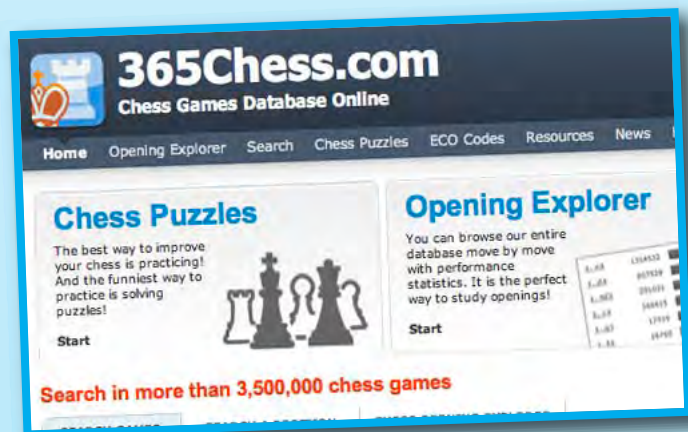 365Chess.com
Chess Games Database Online
Home Opening Explorer Search Chess Puzzles ECO Codes Resources News
Chess Puzzles
The best way to improve
your chess is practicing!
And the funniest way to
practice is solving
puzzles!
Start
Opening Explorer
You can browse our entire
database move by move
with performance
statistics. It is the perfect
way to study openings!
Start
Search in more than 3,500,000 chess games